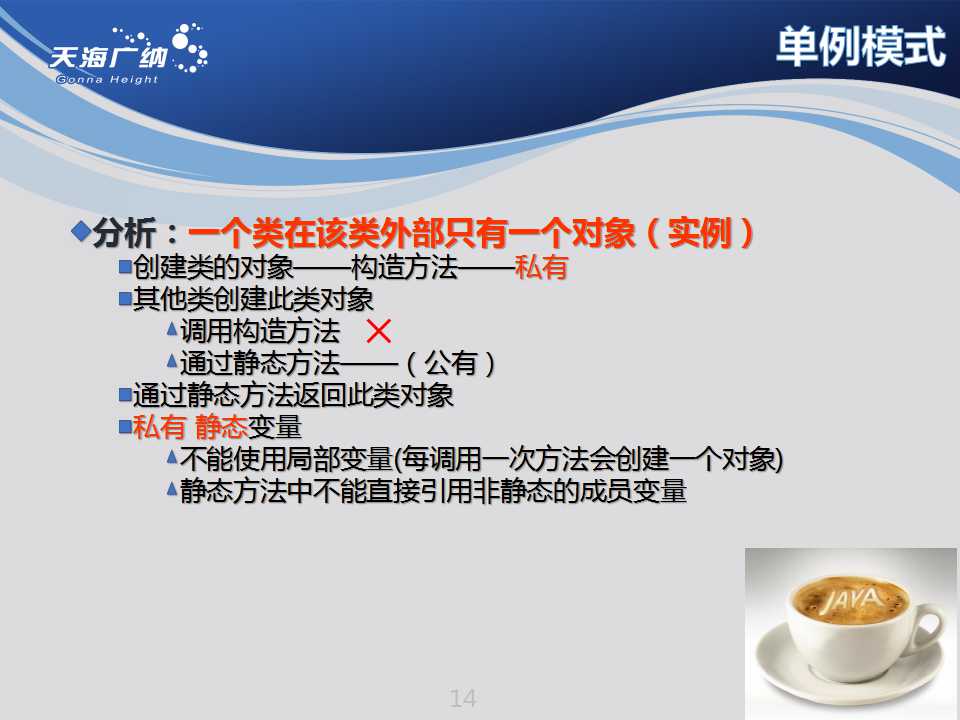 天海广纳
Gonna Height
单例模式
分析：一个类在该类外部只有一个对象（实例）
创建类的对象——构造方法——私有
其他类创建此类对象
调用构造方法
通过静态方法——（公有）
通过静态方法返回此类对象
私有 静态变量
不能使用局部变量(每调用一次方法会创建一个对象)
静态方法中不能直接引用非静态的成员变量
JAVA
14